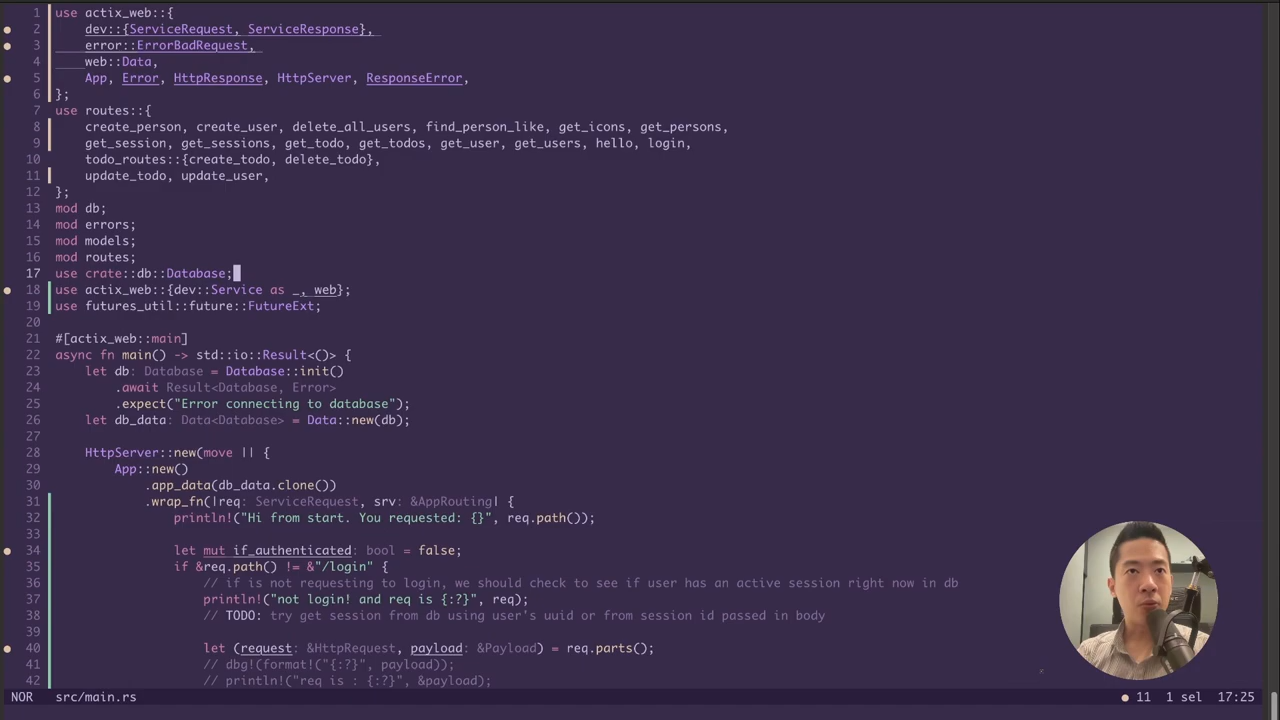 1 use actix_web::{
2 dev::{ServiceRequest, ServiceResponse},
3 error::ErrorBadRequest,
4 web::Data,
5 App, Error, HttpResponse, HttpServer, ResponseError,
6 };
7 use routes::{
8 create_person, create_user, delete_all_users, find_person_like, get_icons, get_persons,
9 get_session, get_sessions, get_todo, get_todos, get_user, get_users, hello, login,
10 todo_routes::{create_todo, delete_todo},
11 update_todo, update_user,
12 };
13 mod db;
14 mod errors;
15 mod models;
16 mod routes;
17 use crate::db::Database;
18 use actix_web::{dev::Service as _, web};
19 use futures_util::future::FutureExt;
20
21 #[actix_web::main]
22 async fn main() -> std::io::Result<()> {
23 let db: Database = Database::init()
24 .await Result<Database, Error>
25 .expect("Error connecting to database");
26 let db_data: Data<Database> = Data::new(db);
27
28 HttpServer::new(move || {
29 App::new()
30 .app_data(db_data.clone())
31 .wrap_fn(|req: ServiceRequest, srv: &AppRouting| {
32 println!("Hi from start. You requested: {}", req.path());
33
34 let mut if_authenticated: bool = false;
35 if &req.path() != &"/login" {
36 // if is not requesting to login, we should check to see if user has an active session right now in db
37 println!("not login! and req is {:?}", req);
38 // TODO: try get session from db using user's uuid or from session id passed in body
39
40 let (request: &HttpRequest, payload: &Payload) = req.parts();
41 // dbg!(format!("{:?}", payload));
42 // println!("req is : {:?}", &payload);
NOR src/main.rs 11 1 sel 17:25